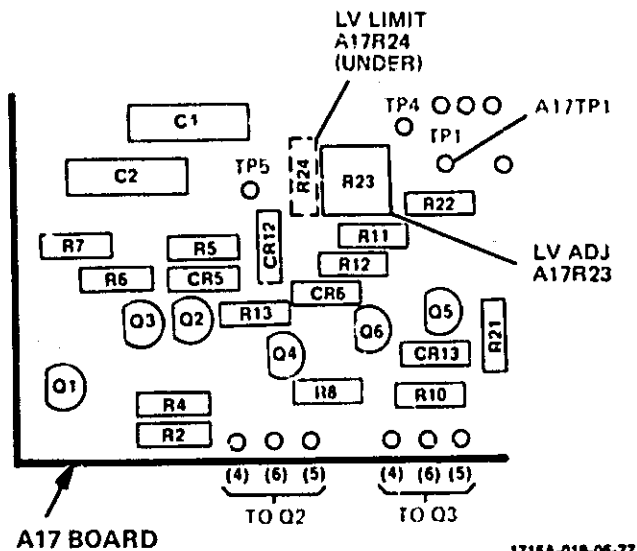 LV LIMIT
A17R24
(UNDER)
TP4
A17TP1
C1
TP1
C2
TP5
R24
R23
R22
R7
R5
CR12
R11
LV ADJ
A17R23
R6
CR5
R12
CR6
Q3
Q2
R13
Q6
Q5
R21
Q4
CR13
Q1
R8
R10
R4
R2
(4) (6) (5) (4) (6) (5)
TO Q2 TO Q3
A17 BOARD